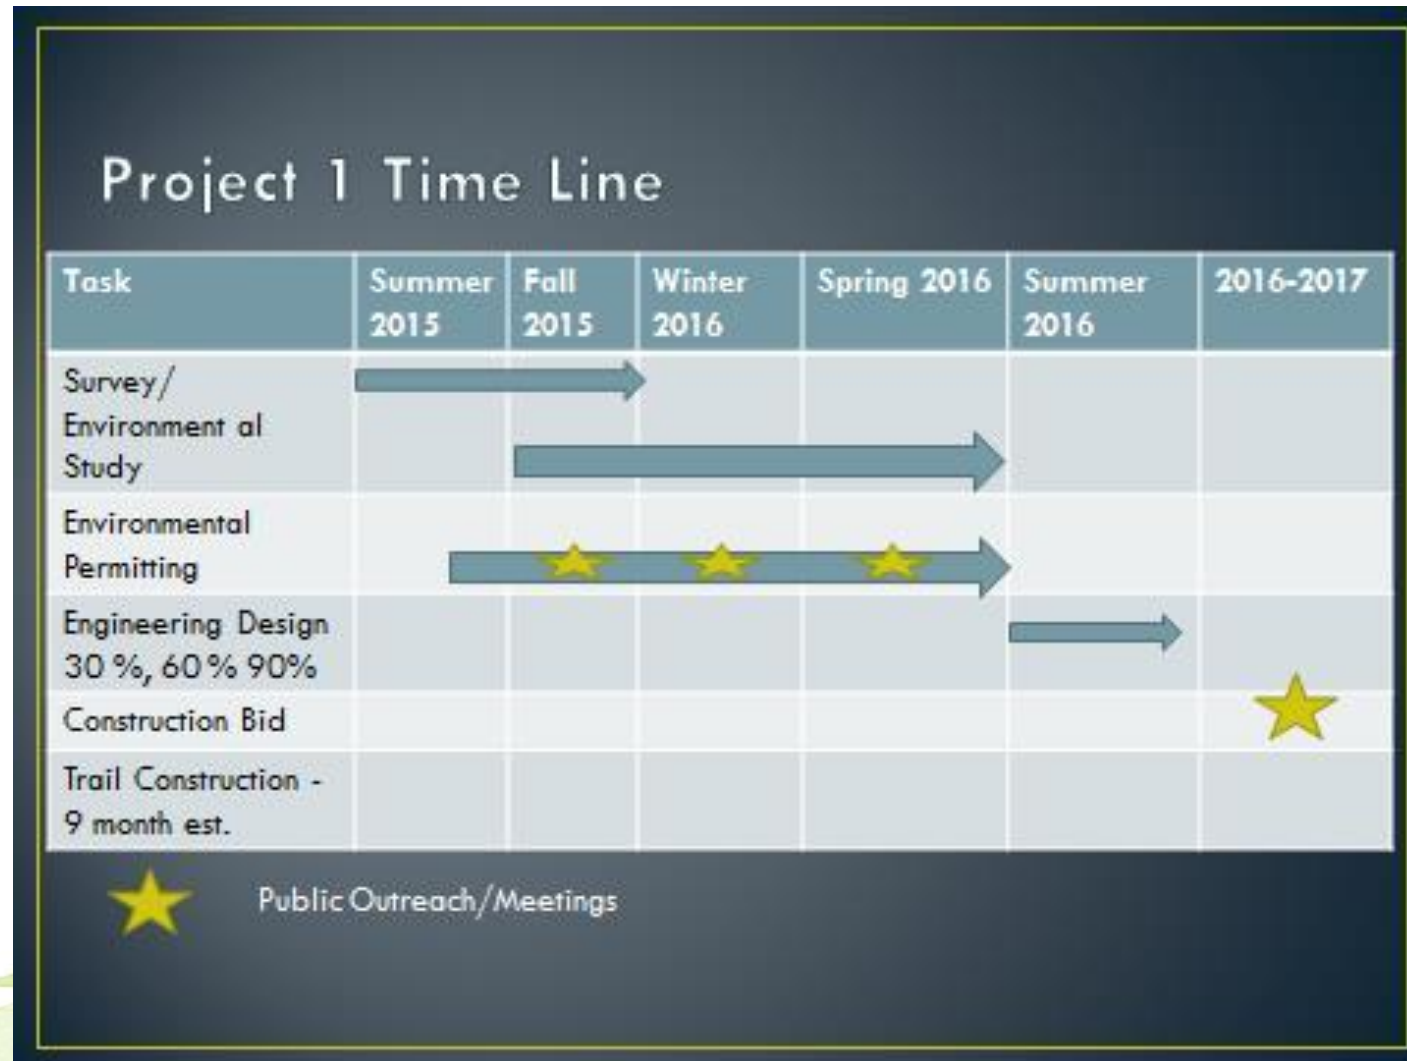 Project 1 Time Line
Task
Summer
2015
Fall
2015
Winter
2016
Spring 2016
Summer
2016
2016-2017
Survey/
Environment al
Study
Environmental
Permitting
Engineering Design
30 %, 60 % 90%
Construction Bid
Trail Construction -
9 month est.
Public Outreach/Meetings